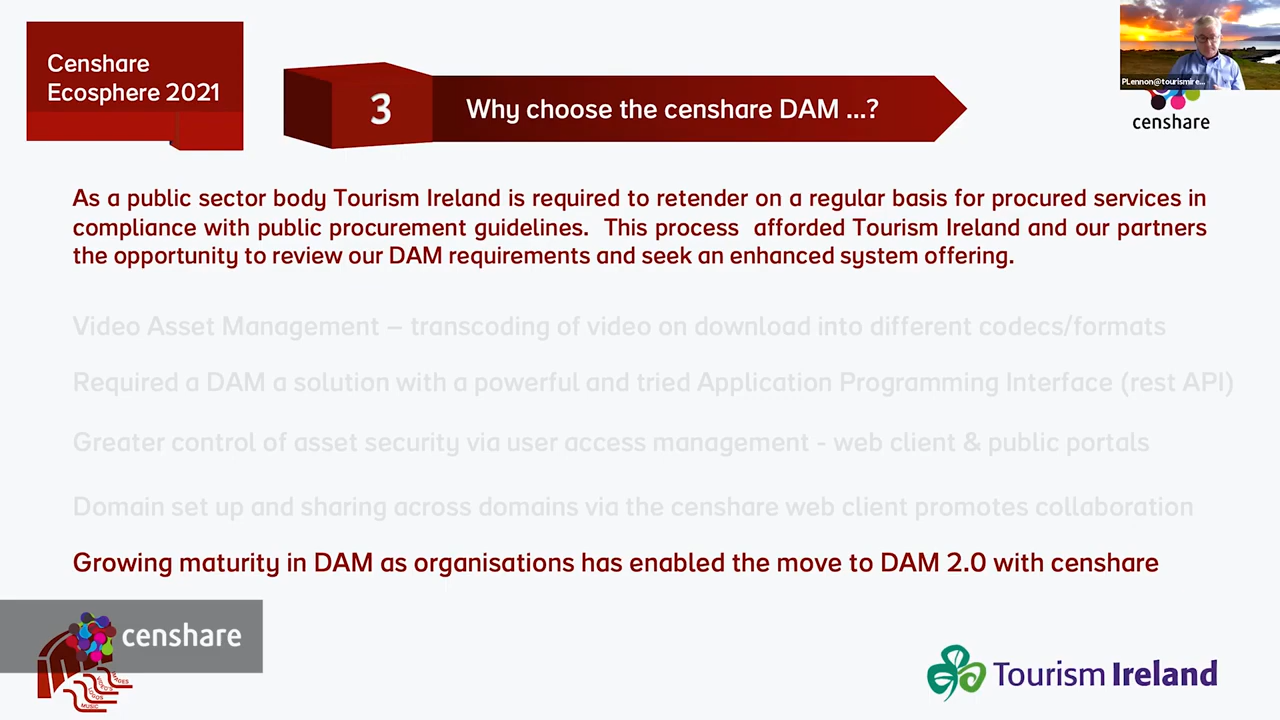 Censhare
Ecosphere 2021
3
Why choose the censhare DAM ...?
PLennon@tourismire...
censhare
As a public sector body Tourism Ireland is required to retender on a regular basis for procured services in
compliance with public procurement guidelines. This process afforded Tourism Ireland and our partners
the opportunity to review our DAM requirements and seek an enhanced system offering.
Video Asset Management – transcoding of video on download into different codecs/formats
Required a DAM a solution with a powerful and tried Application Programming Interface (rest API)
Greater control of asset security via user access management - web client & public portals
Domain set up and sharing across domains via the censhare web client promotes collaboration
Growing maturity in DAM as organisations has enabled the move to DAM 2.0 with censhare
censhare
IMAGES
VIDEO'S
LOGOS
MUSIC
Tourism Ireland